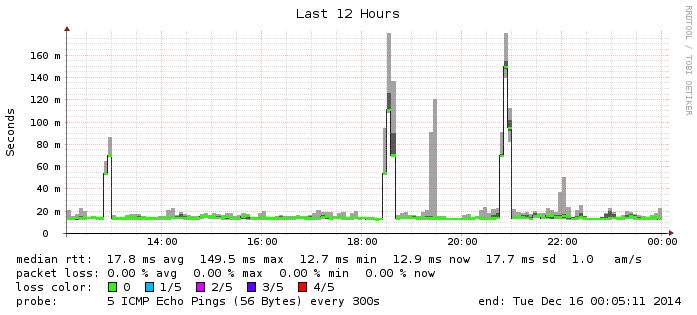 Last 12 Hours
RRDTOOL / TOBI OETIKER
Seconds
160 m
140 m
120 m
100 m
80 m
60 m
40 m
20 m
0
14:00 16:00 18:00 20:00 22:00 00:00
median rtt: 17.8 ms avg 149.5 ms max 12.7 ms min 12.9 ms now 17.7 ms sd 1.0 am/s
packet loss: 0.00 % avg 0.00 % max 0.00 % min 0.00 % now
loss color: 0 1/5 2/5 3/5 4/5
probe: 5 ICMP Echo Pings (56 Bytes) every 300s end: Tue Dec 16 00:05:11 2014